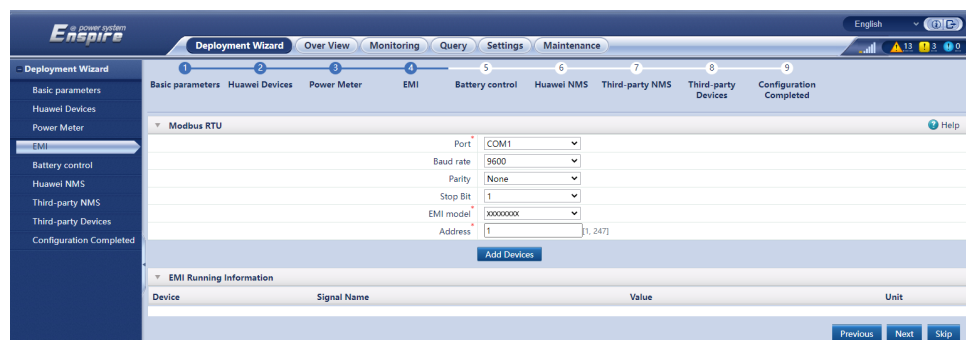 e power system
Enspire
English
Deployment Wizard Over View Monitoring Query Settings Maintenance
13 3 0
Deployment Wizard
Basic parameters
Huawei Devices
Power Meter
EMI
Battery control
Huawei NMS
Third-party NMS
Third-party Devices
Configuration Completed
1 2 3 4 5 6 7 8 9
Basic parameters Huawei Devices Power Meter EMI Battery control Huawei NMS Third-party NMS Third-party Devices Configuration Completed
Modbus RTU
Help
Port* COM1
Baud rate 9600
Parity None
Stop Bit 1
EMI model* xxxxxxxx
Address* 1 [1, 247]
Add Devices
EMI Running Information
Device Signal Name Value Unit
Previous Next Skip